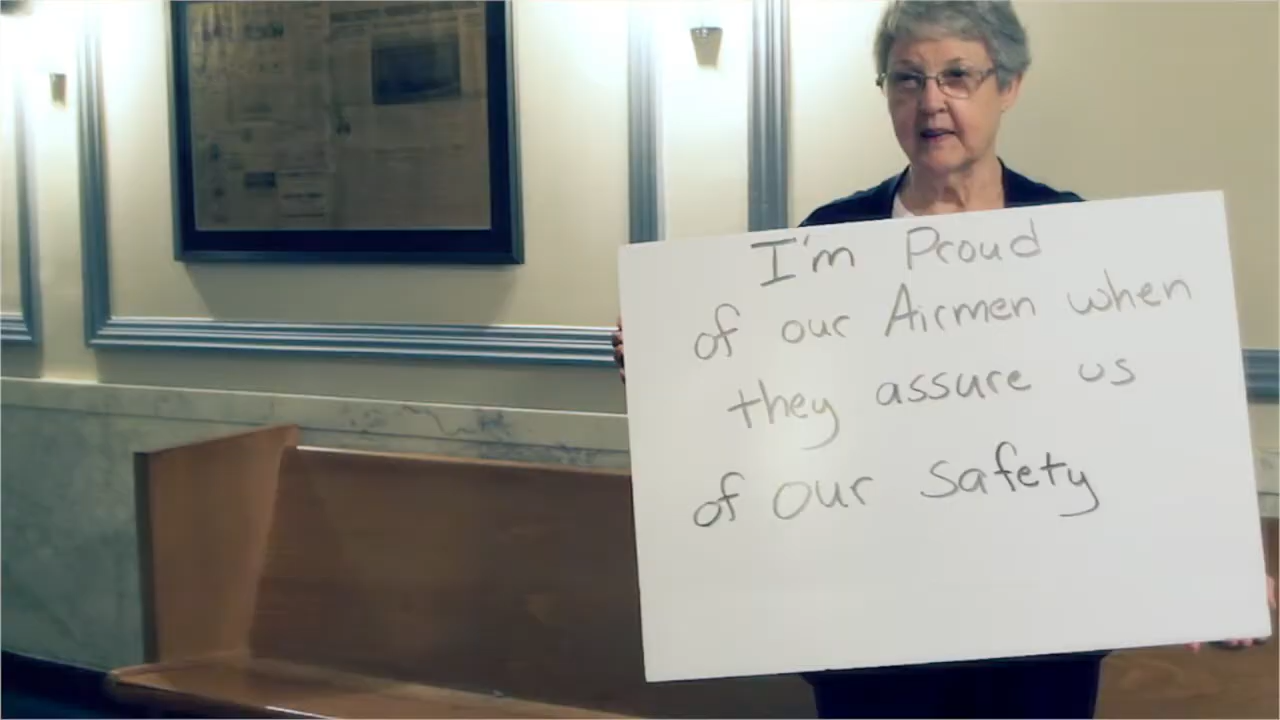 I'm Proud
of our Airmen when
they assure us
of our safety